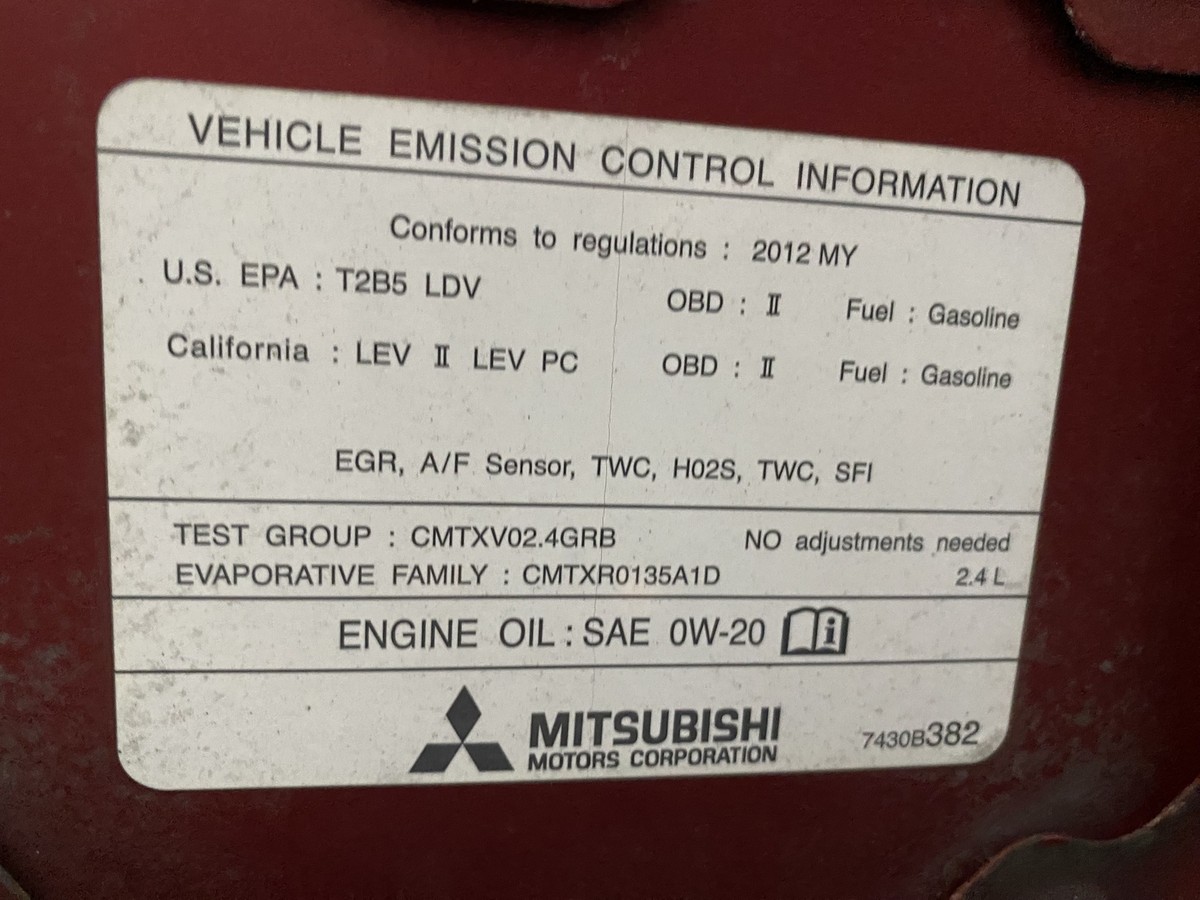 VEHICLE EMISSION CONTROL INFORMATION
Conforms to regulations : 2012 MY
U.S. EPA : T2B5 LDV OBD : Ⅱ Fuel : Gasoline
California : LEV Ⅱ LEV PC OBD : Ⅱ Fuel : Gasoline
EGR, A/F Sensor, TWC, H02S, TWC, SFI
TEST GROUP : CMTXV02.4GRB NO adjustments needed
EVAPORATIVE FAMILY : CMTXR0135A1D 2.4 L
ENGINE OIL : SAE 0W-20
MITSUBISHI
MOTORS CORPORATION 7430B382